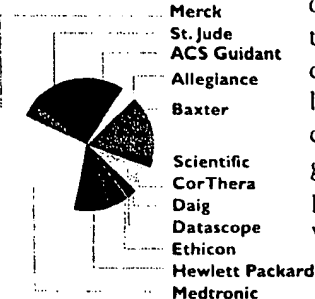 Merck
St. Jude
ACS Guidant
Allegiance
Baxter
Scientific
CorThera
Daig
Datascope
Ethicon
Hewlett Packard
Medtronic